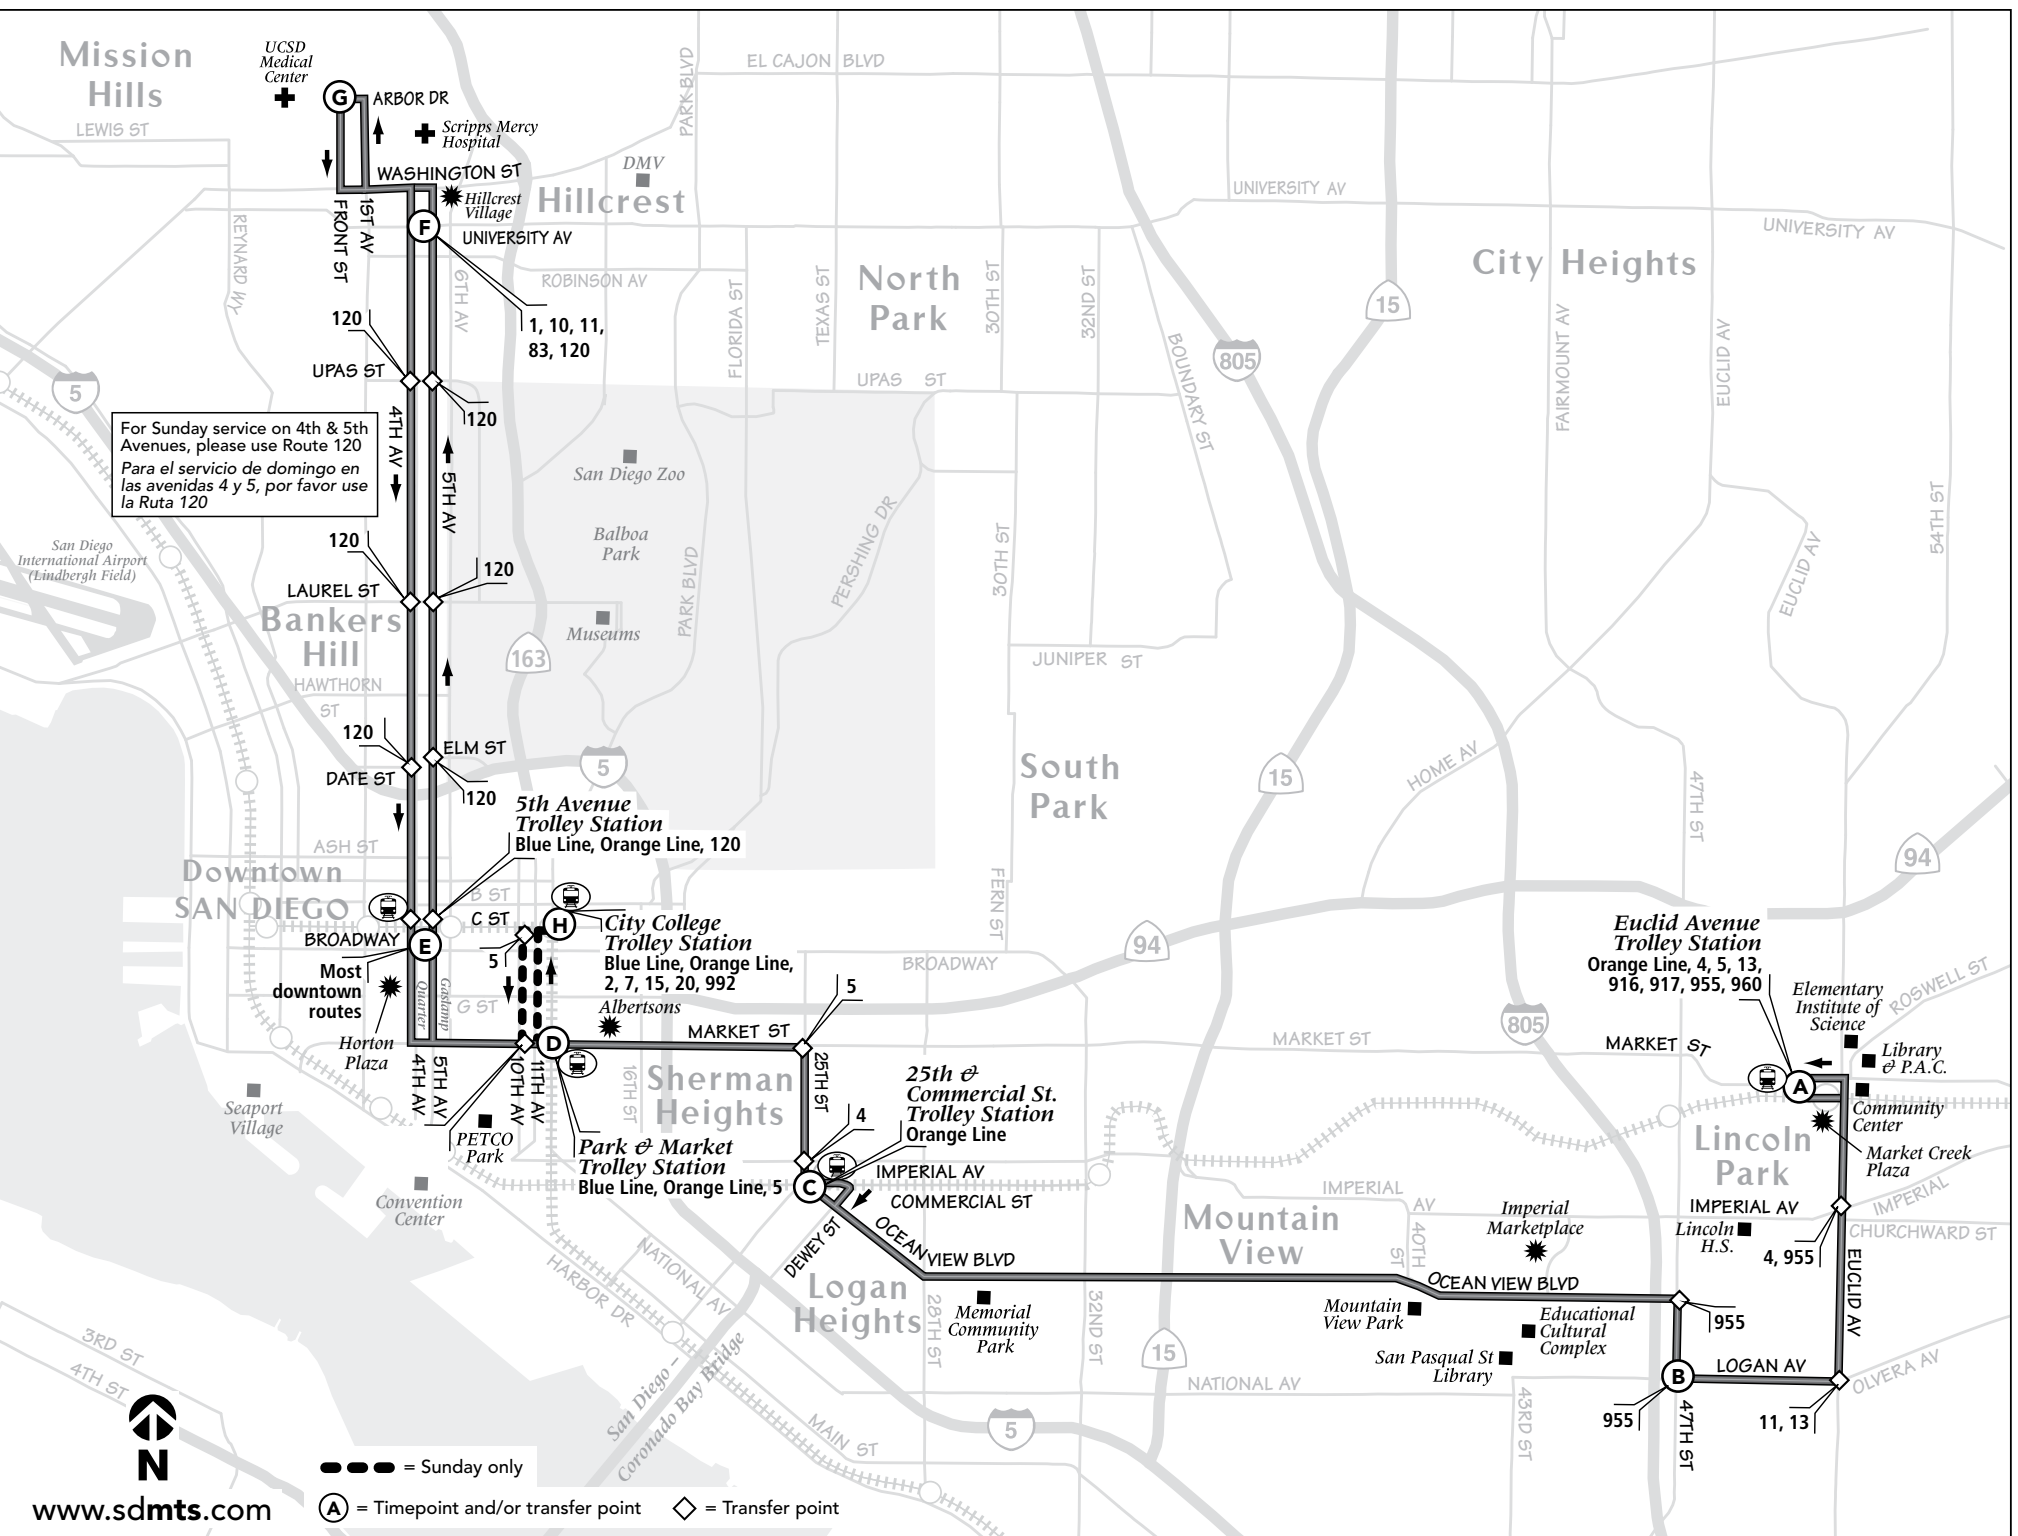 Mission
Hills
UCSD
Medical
Center
G
ARBOR DR
Scripps Mercy
Hospital
LEWIS ST
WASHINGTON ST
Hillcrest
Village
DMV
Hillcrest
PARK BLVD
EL CAJON BLVD
UNIVERSITY AV
UNIVERSITY AV
City Heights
REYNARD WY
FRONT ST
1ST AV
F
UNIVERSITY AV
6TH AV
ROBINSON AV
1, 10, 11,
83, 120
North
Park
FLORIDA ST
TEXAS ST
30TH ST
32ND ST
BOUNDARY ST
805
15
FAIRMOUNT AV
EUCLID AV
120
UPAS ST
120
UPAS ST
5
4TH AV
5TH AV
For Sunday service on 4th & 5th
Avenues, please use Route 120
Para el servicio de domingo en
las avenidas 4 y 5, por favor use
la Ruta 120
San Diego Zoo
Balboa
Park
PARK BLVD
PERSHING DR
30TH ST
EUCLID AV
54TH ST
San Diego
International Airport
(Lindbergh Field)
120
120
LAUREL ST
Bankers
Hill
Museums
163
JUNIPER ST
HAWTHORN
ST
120
ELM ST
DATE ST
120
5
South
Park
15
HOME AV
47TH ST
94
5th Avenue
Trolley Station
Blue Line, Orange Line, 120
ASH ST
Downtown
SAN DIEGO
B ST
C ST
H
City College
Trolley Station
Blue Line, Orange Line,
2, 7, 15, 20, 992
BROADWAY
E
5
Most
downtown
routes
Gaslamp
Quarter
G ST
Albertsons
Horton
Plaza
D
MARKET ST
5
FERN ST
BROADWAY
94
MARKET ST
805
Euclid Avenue
Trolley Station
Orange Line, 4, 5, 13,
916, 917, 955, 960
Elementary
Institute of
Science
ROSWELL ST
MARKET ST
Library
& P.A.C.
A
Community
Center
Market Creek
Plaza
Lincoln
Park
4TH AV
5TH AV
10TH AV
11TH AV
16TH ST
Sherman
Heights
25TH ST
25th &
Commercial St.
Trolley Station
Orange Line
4
PETCO
Park
Park & Market
Trolley Station
Blue Line, Orange Line, 5
C
IMPERIAL AV
COMMERCIAL ST
Seaport
Village
Convention
Center
DEWEY ST
OCEAN VIEW BLVD
Mountain
View
IMPERIAL
AV
40TH
ST
Imperial
Marketplace
IMPERIAL AV
IMPERIAL
Lincoln
H.S.
CHURCHWARD ST
4, 955
EUCLID AV
NATIONAL AV
HARBOR DR
Logan
Heights
28TH ST
Memorial
Community
Park
32ND ST
OCEAN VIEW BLVD
Mountain
View Park
Educational
Cultural
Complex
San Pasqual St
Library
955
B
LOGAN AV
OLVERA AV
955
11, 13
47TH ST
43RD ST
15
NATIONAL AV
5
MAIN ST
San Diego –
Coronado Bay Bridge
3RD ST
4TH ST
N
www.sdmts.com
= Sunday only
A = Timepoint and/or transfer point
= Transfer point